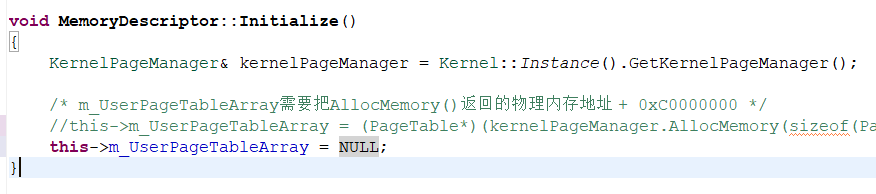 void MemoryDescriptor::Initialize()
{
KernelPageManager& kernelPageManager = Kernel::Instance().GetKernelPageManager();
/* m_UserPageTableArray需要把AllocMemory()返回的物理内存地址 + 0xC0000000 */
//this->m_UserPageTableArray = (PageTable*)(kernelPageManager.AllocMemory(sizeof(Pa
this->m_UserPageTableArray = NULL;
}